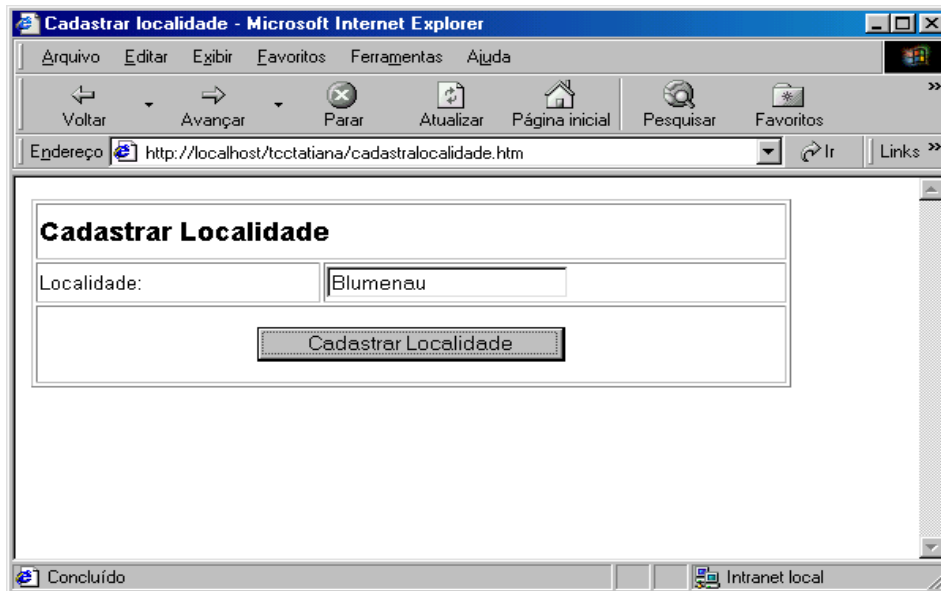 Cadastrar localidade - Microsoft Internet Explorer
Arquivo Editar Exibir Favoritos Ferramentas Ajuda
Voltar Avançar Parar Atualizar Página inicial Pesquisar Favoritos »
Endereço http://localhost/tcctatiana/cadastralocalidade.htm Ir Links »
Cadastrar Localidade
Localidade: Blumenau
Cadastrar Localidade
Concluído Intranet local